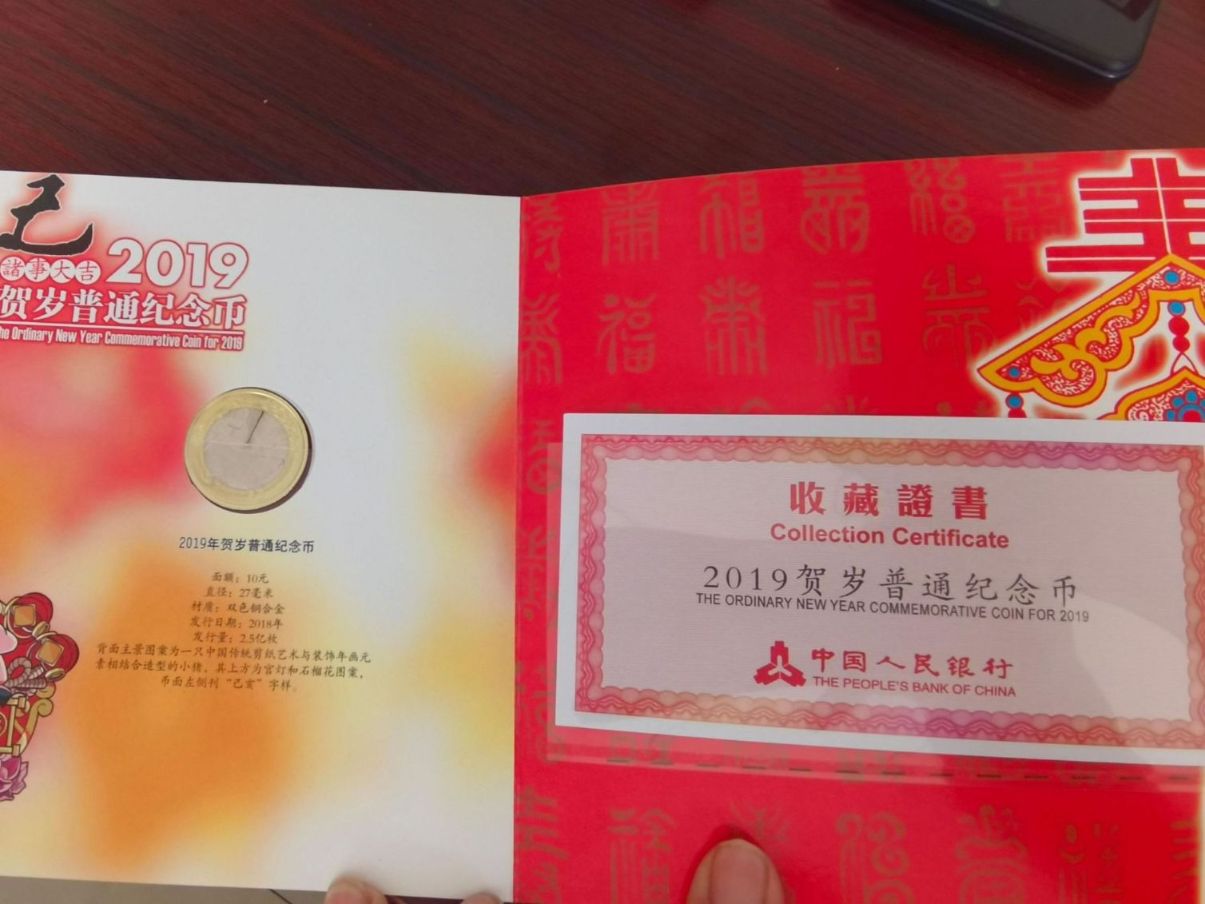 己
諸事大吉
2019
贺岁普通纪念币
he Ordinary New Year Commemorative Coin for 2019
2019年贺岁普通纪念币
面额：10元
直径：27毫米
材质：双色铜合金
发行日期：2018年
发行量：2.5亿枚
背面主景图案为一只中国传统剪纸艺术与装饰年画元
素相结合造型的小猪，其上方为宫灯和石榴花图案，
币面左侧刊“己亥”字样。
收藏證書
Collection Certificate
2019贺岁普通纪念币
THE ORDINARY NEW YEAR COMMEMORATIVE COIN FOR 2019
中国人民银行
THE PEOPLE'S BANK OF CHINA